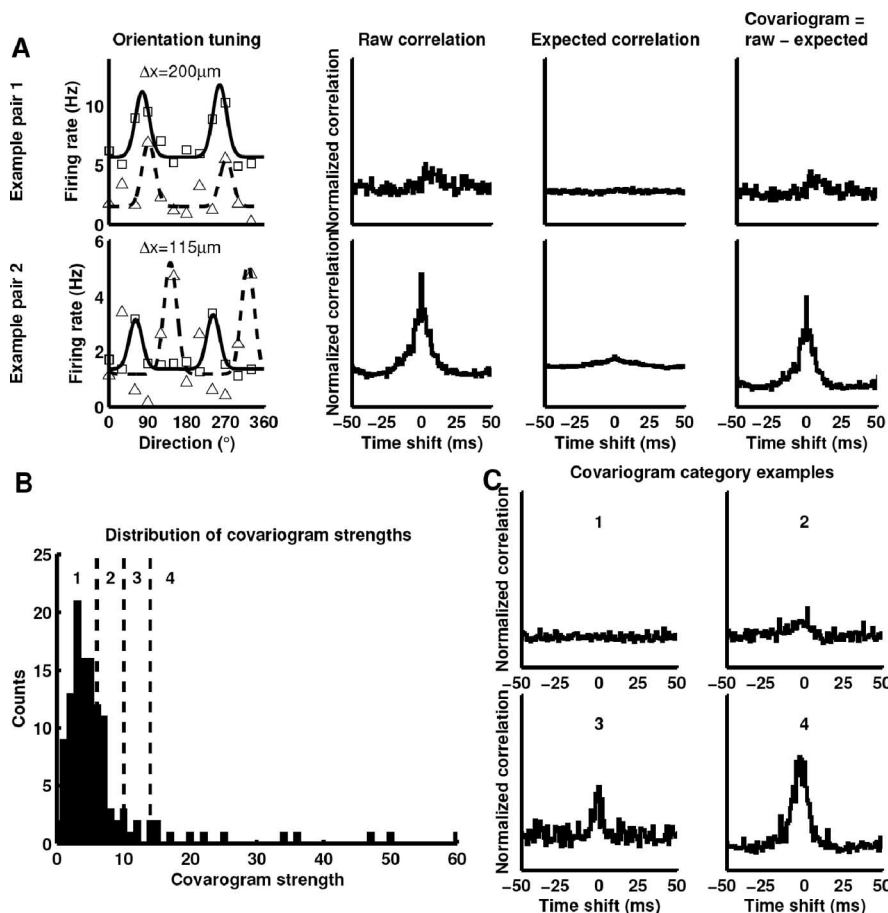 A
Orientation tuning
Raw correlation
Expected correlation
Covariogram =
raw − expected
Example pair 1
Firing rate (Hz)
10
5
0
Δx=200μm
Normalized correlation
Example pair 2
Firing rate (Hz)
6
4
2
0
Δx=115μm
0 90 180 270 360
Direction (°)
Normalized correlation
−50 −25 0 25 50
Time shift (ms)
−50 −25 0 25 50
Time shift (ms)
−50 −25 0 25 50
Time shift (ms)
B
Distribution of covariogram strengths
Counts
25
20
15
10
5
0
1 2 3 4
0 10 20 30 40 50 60
Covarogram strength
C
Covariogram category examples
Normalized correlation
1
−50 −25 0 25 50
2
−50 −25 0 25 50
Normalized correlation
3
−50 −25 0 25 50
Time shift (ms)
4
−50 −25 0 25 50
Time shift (ms)